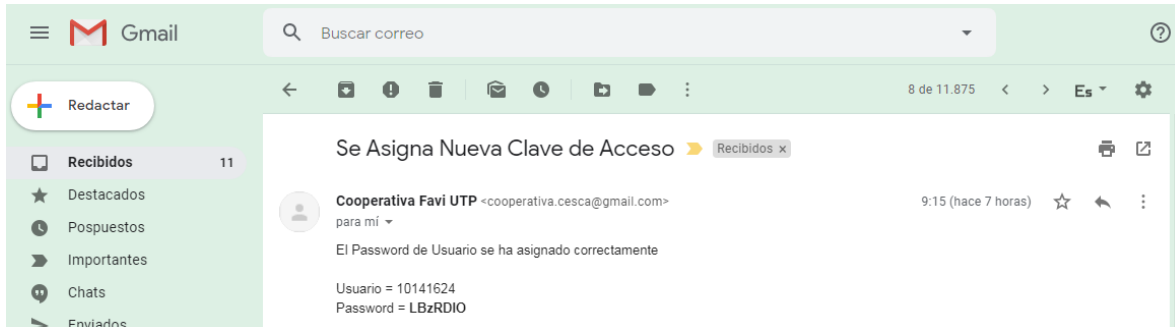 Gmail
Buscar correo
Redactar
8 de 11.875
Es
Recibidos 11
Destacados
Pospuestos
Importantes
Chats
Enviados
Se Asigna Nueva Clave de Acceso
Recibidos x
Cooperativa Favi UTP <cooperativa.cesca@gmail.com>
9:15 (hace 7 horas)
para mí
El Password de Usuario se ha asignado correctamente
Usuario = 10141624
Password = LBzRDIO